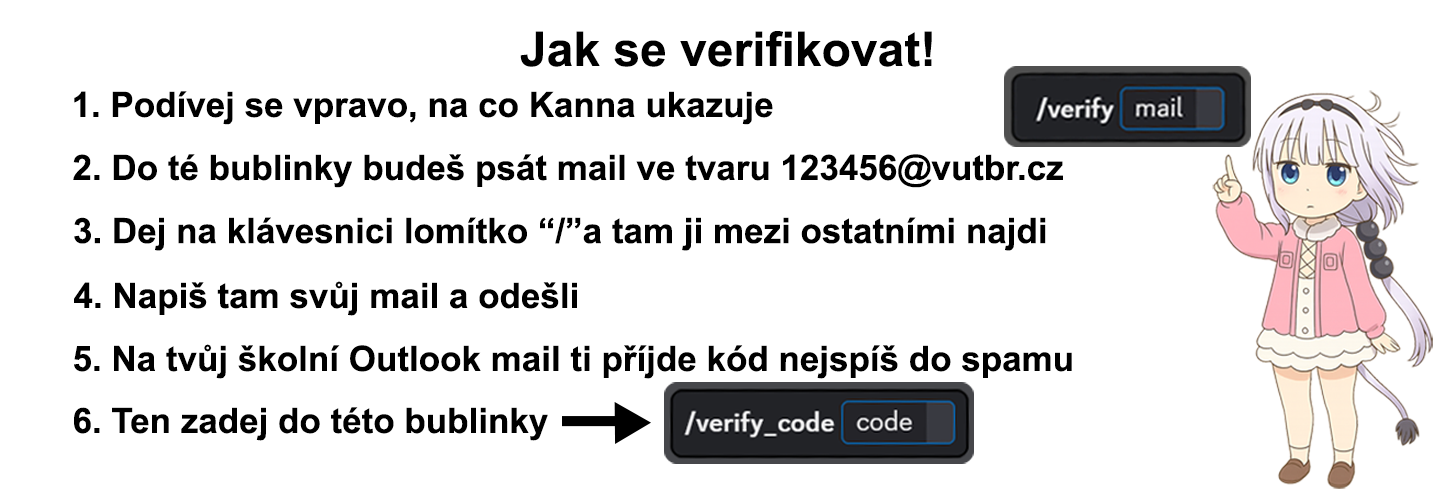 Jak se verifikovat!
1. Podívej se vpravo, na co Kanna ukazuje
/verify mail
2. Do té bublinky budeš psát mail ve tvaru 123456@vutbr.cz
3. Dej na klávesnici lomítko “/”a tam ji mezi ostatními najdi
4. Napiš tam svůj mail a odešli
5. Na tvůj školní Outlook mail ti příjde kód nejspíš do spamu
6. Ten zadej do této bublinky
/verify_code code